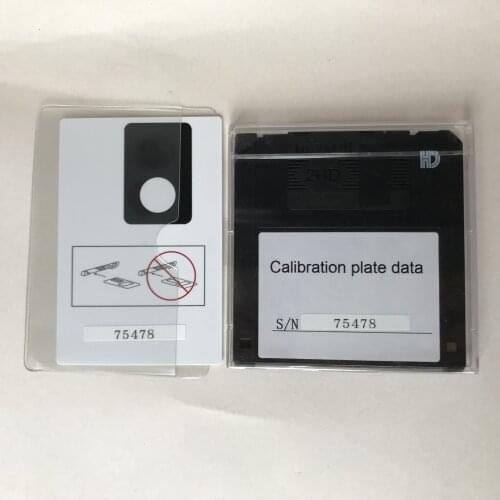 75478
HD
2HD
Calibration plate data
S/N 75478